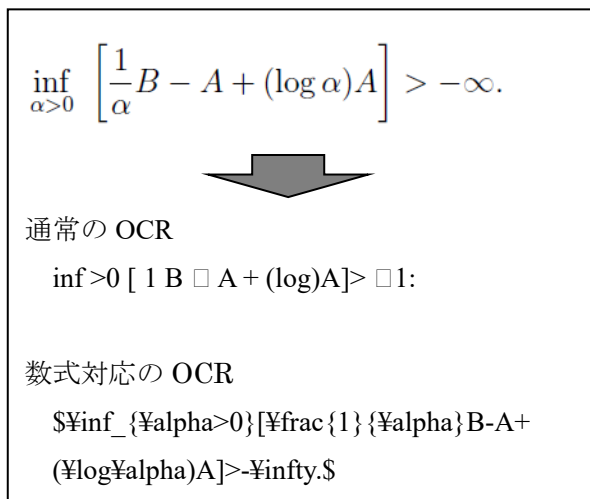 inf α>0 [ 1/α B − A + (log α)A ] > −∞.
通常の OCR
inf >0 [ 1 B □ A + (log)A]> □1:
数式対応の OCR
$¥inf_{¥alpha>0}[¥frac{1}{¥alpha}B-A+
(¥log¥alpha)A]>-¥infty.$